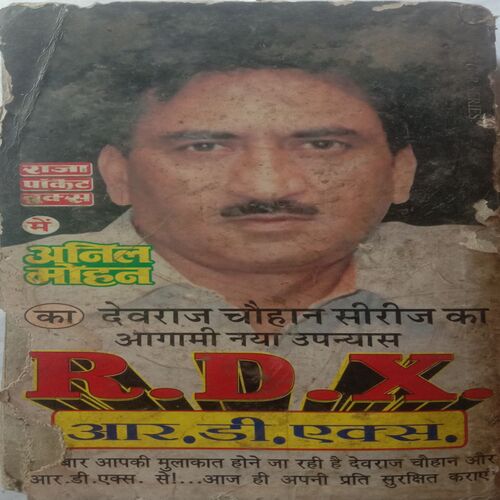 राजा
पॉकेट
बुक्स
में
अनिल
मोहन
का देवराज चौहान सीरीज का
आगामी नया उपन्यास
R.D.X.
आर.डी.एक्स.
बार आपकी मुलाकात होने जा रही है देवराज चौहान और
आर.डी.एक्स. से!...आज ही अपनी प्रति सुरक्षित कराएं